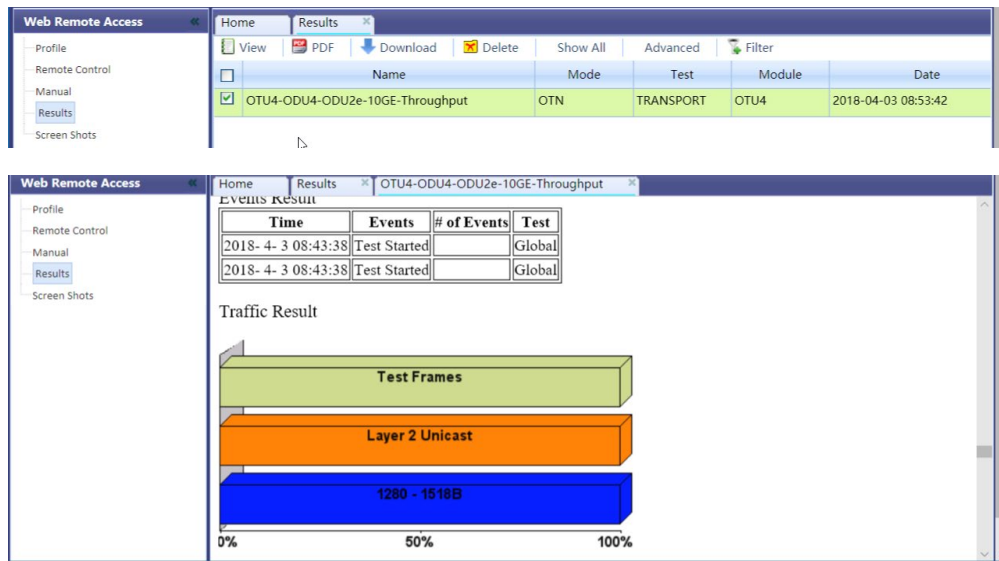 Web Remote Access
Profile
Remote Control
Manual
Results
Screen Shots
Home Results
View PDF Download Delete Show All Advanced Filter
Name Mode Test Module Date
OTU4-ODU4-ODU2e-10GE-Throughput OTN TRANSPORT OTU4 2018-04-03 08:53:42
Web Remote Access
Profile
Remote Control
Manual
Results
Screen Shots
Home Results OTU4-ODU4-ODU2e-10GE-Throughput
Events Result
Time Events # of Events Test
2018- 4- 3 08:43:38 Test Started Global
2018- 4- 3 08:43:38 Test Started Global
Traffic Result
Test Frames
Layer 2 Unicast
1280 - 1518B
0% 50% 100%